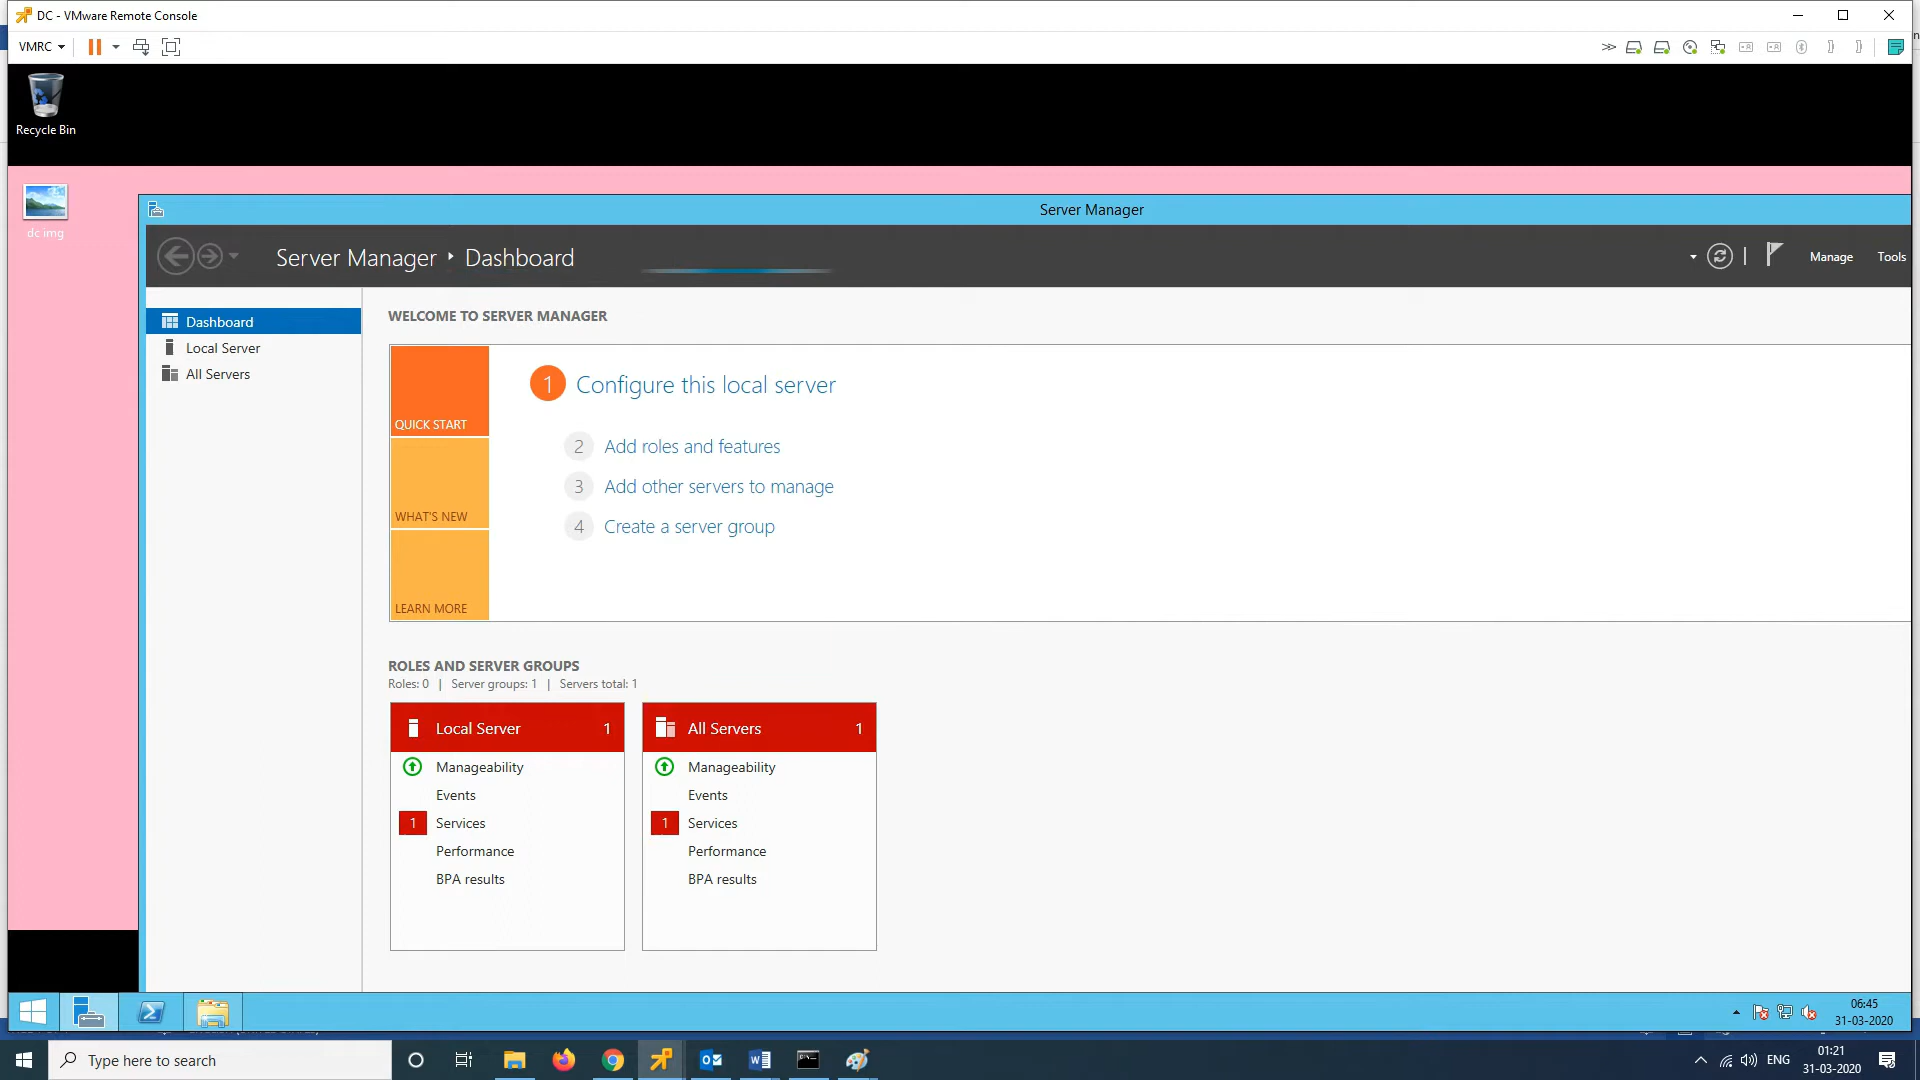 DC - VMware Remote Console
VMRC
Recycle Bin
dc img
Server Manager
Server Manager Dashboard
Manage Tools
Dashboard
Local Server
All Servers
WELCOME TO SERVER MANAGER
QUICK START
WHAT'S NEW
LEARN MORE
1 Configure this local server
2 Add roles and features
3 Add other servers to manage
4 Create a server group
ROLES AND SERVER GROUPS
Roles: 0 | Server groups: 1 | Servers total: 1
Local Server 1
Manageability
Events
1 Services
Performance
BPA results
All Servers 1
Manageability
Events
1 Services
Performance
BPA results
06:45
31-03-2020
Type here to search
ENG
01:21
31-03-2020